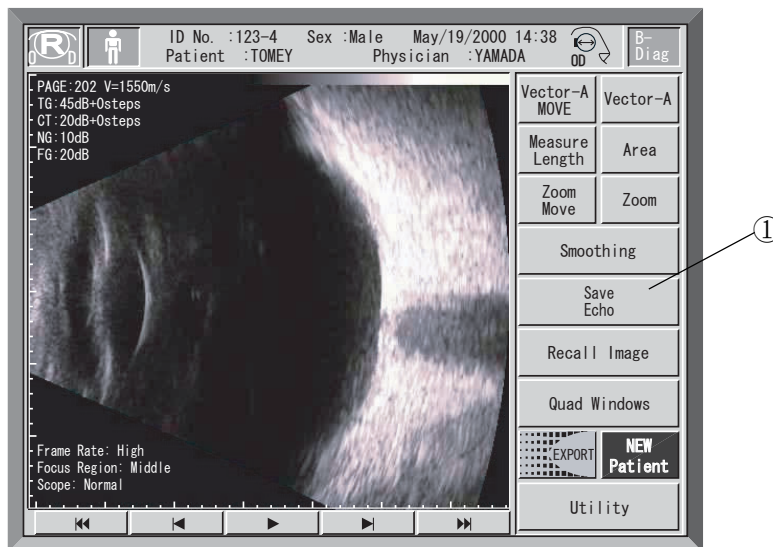 R
O D
ID No. :123-4 Sex :Male May/19/2000 14:38
Patient :TOMEY Physician :YAMADA
OD
B-
Diag
PAGE:202 V=1550m/s
TG:45dB+0steps
CT:20dB+0steps
NG:10dB
FG:20dB
Frame Rate: High
Focus Region: Middle
Scope: Normal
Vector-A
MOVE
Vector-A
Measure
Length
Area
Zoom
Move
Zoom
Smoothing
Save
Echo
Recall Image
Quad Windows
EXPORT
NEW
Patient
Utility
①